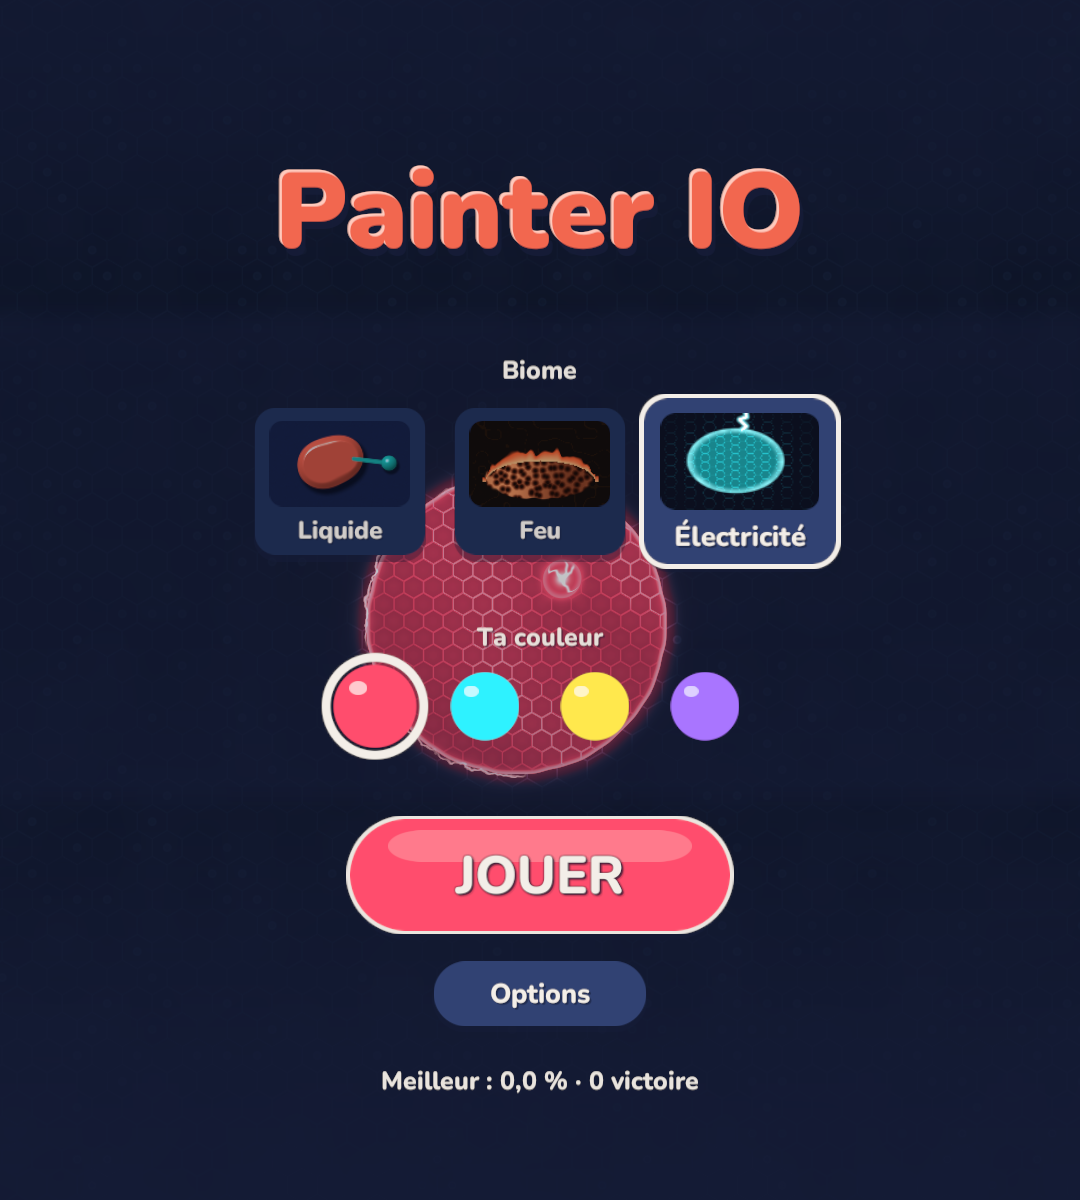 Painter IO
Biome
Liquide
Feu
Électricité
Ta couleur
JOUER
Options
Meilleur : 0,0 % · 0 victoire